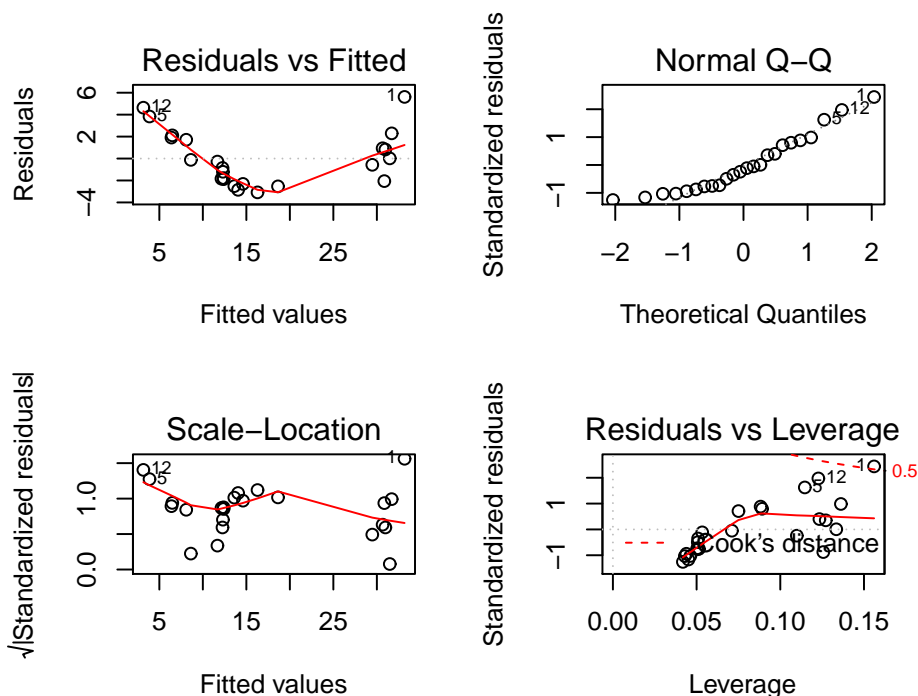 Residuals vs Fitted
Residuals
6
2
−4
12
5
1
5
15
25
Fitted values
Normal Q−Q
Standardized residuals
1
−1
1
12
5
−2
−1
0
1
2
Theoretical Quantiles
Scale−Location
√|Standardized residuals|
1.0
0.0
12
5
1
5
15
25
Fitted values
Residuals vs Leverage
Standardized residuals
1
−1
1
12
5
0.5
Cook's distance
0.00
0.05
0.10
0.15
Leverage